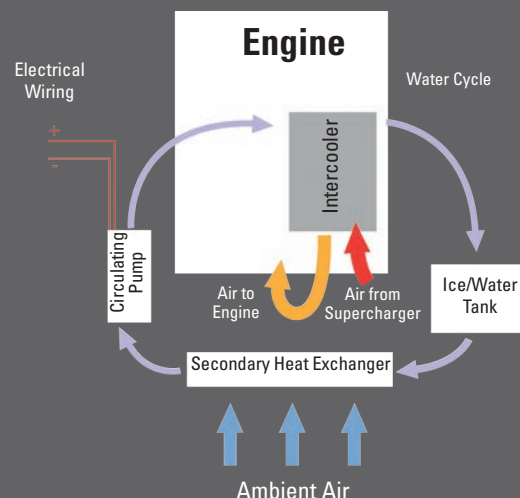 Engine
Electrical
Wiring
Water Cycle
+
-
Intercooler
Circulating
Pump
Air to
Engine
Air from
Supercharger
Ice/Water
Tank
Secondary Heat Exchanger
Ambient Air